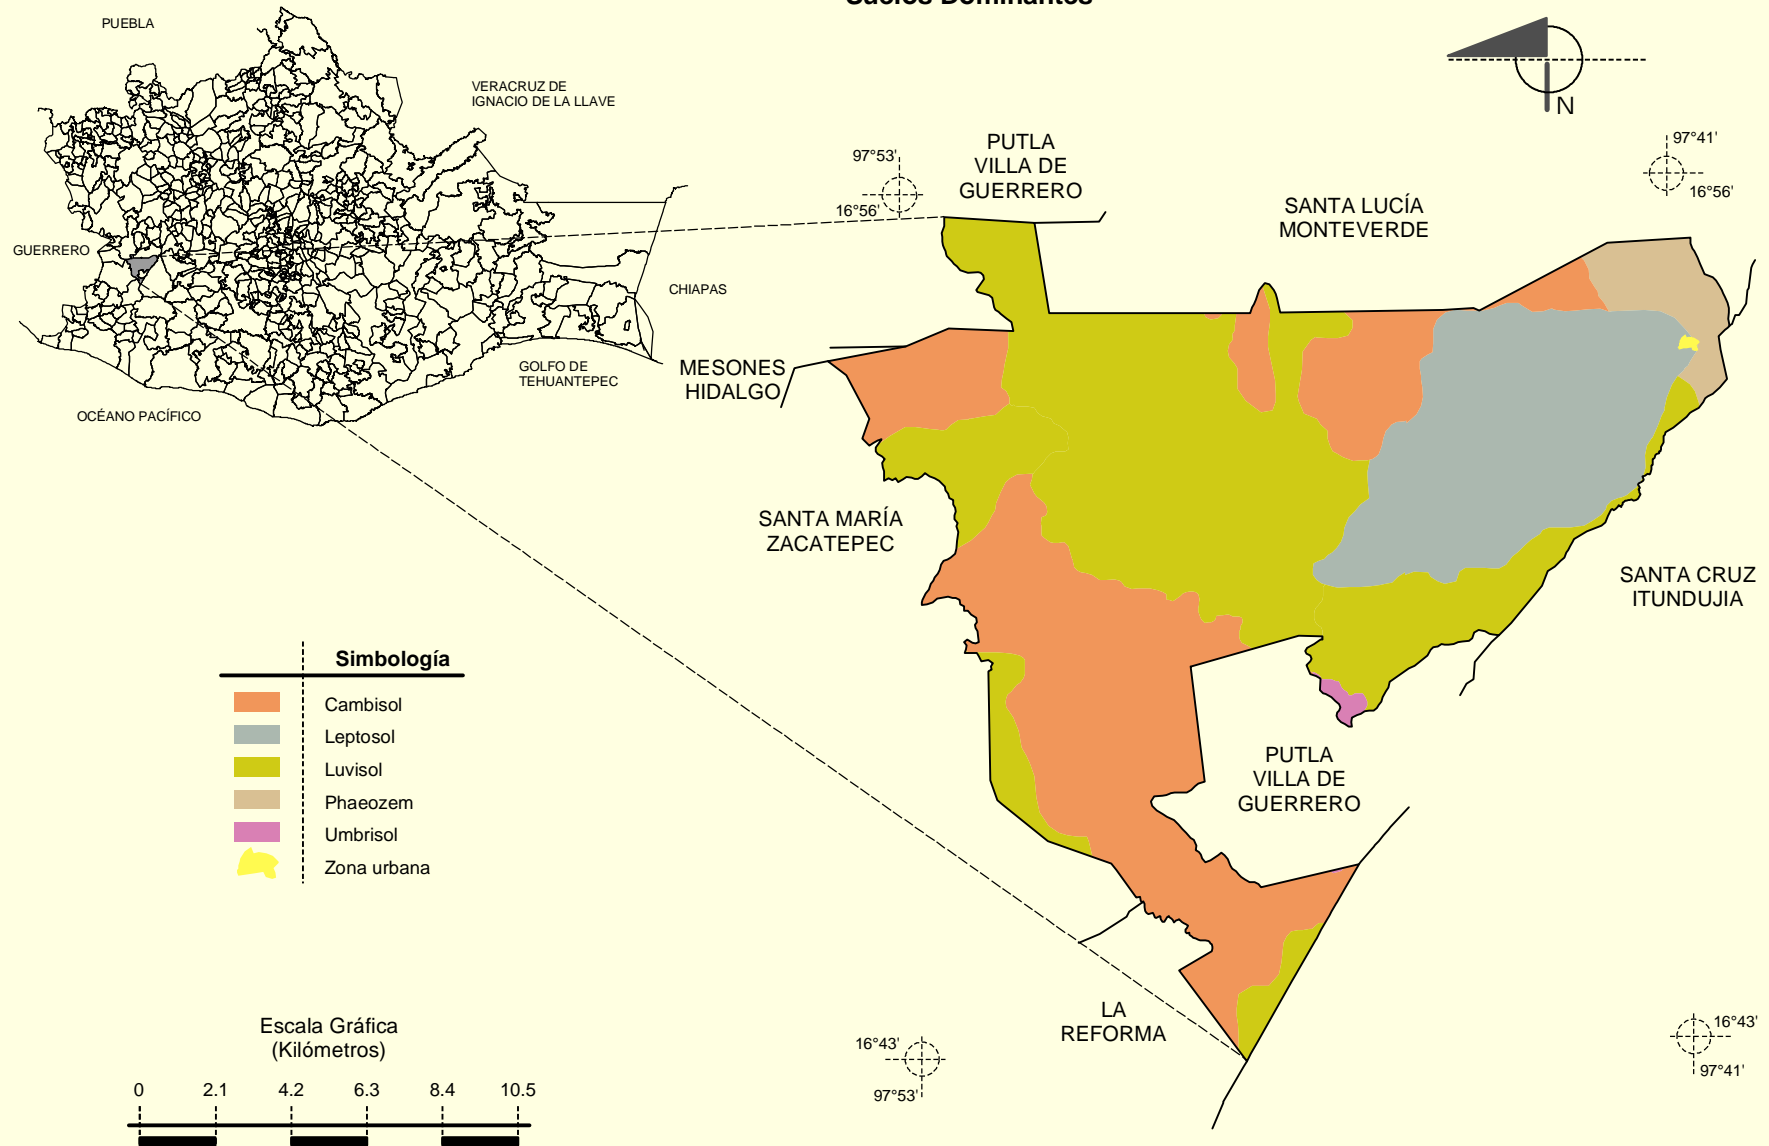 Suelos Dominantes
PUEBLA
VERACRUZ DE
IGNACIO DE LA LLAVE
GUERRERO
CHIAPAS
GOLFO DE
TEHUANTEPEC
OCÉANO PACÍFICO
N
97°53'
16°56'
97°41'
16°56'
PUTLA
VILLA DE
GUERRERO
SANTA LUCÍA
MONTEVERDE
MESONES
HIDALGO
SANTA MARÍA
ZACATEPEC
SANTA CRUZ
ITUNDUJIA
PUTLA
VILLA DE
GUERRERO
LA
REFORMA
16°43'
97°53'
16°43'
97°41'
Simbología
Cambisol
Leptosol
Luvisol
Phaeozem
Umbrisol
Zona urbana
Escala Gráfica
(Kilómetros)
0 2.1 4.2 6.3 8.4 10.5